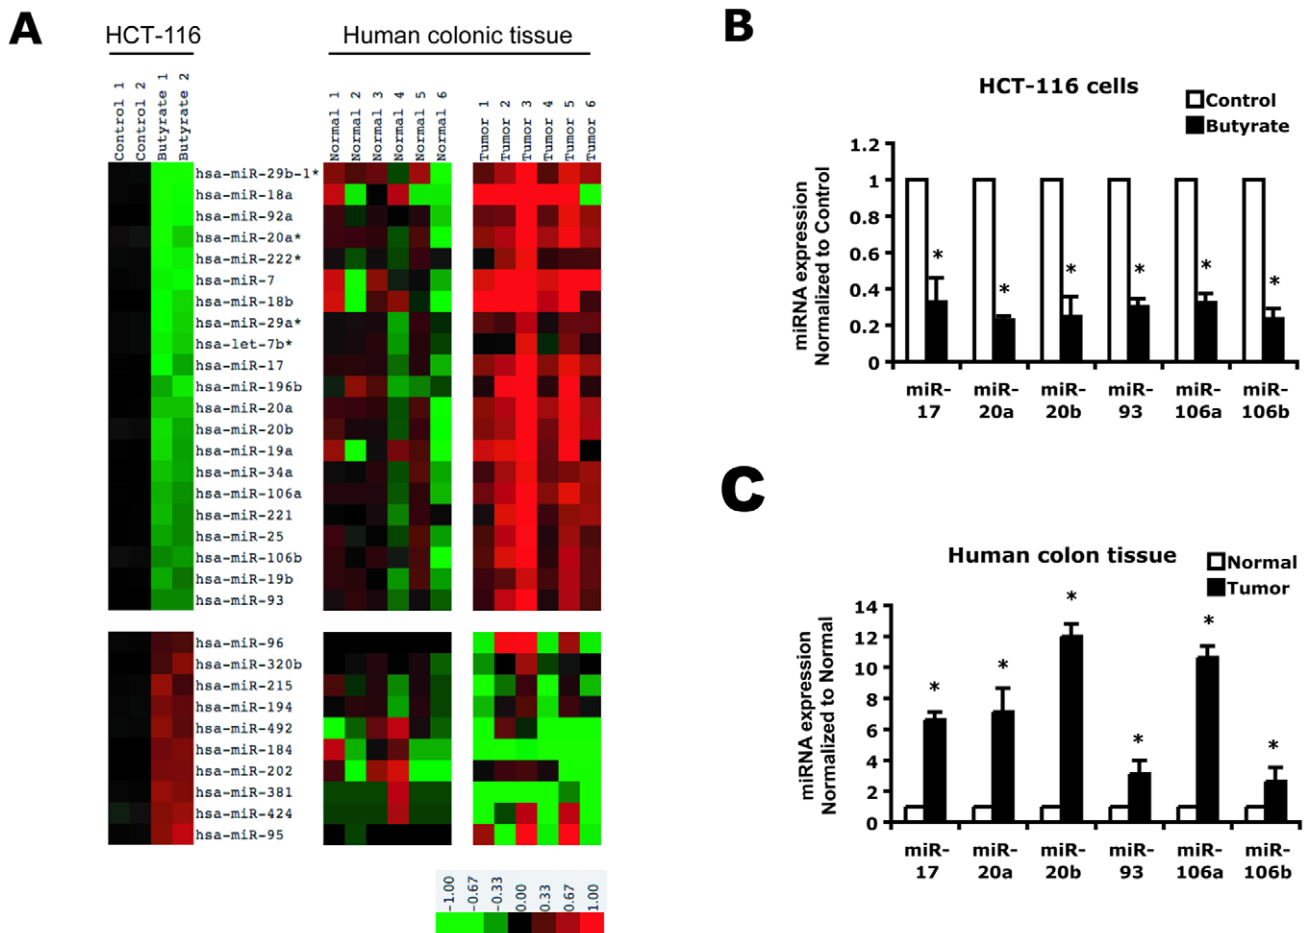 A
HCT-116
Human colonic tissue
Control 1
Control 2
Butyrate 1
Butyrate 2
Normal 1
Normal 2
Normal 3
Normal 4
Normal 5
Normal 6
Tumor 1
Tumor 2
Tumor 3
Tumor 4
Tumor 5
Tumor 6
hsa-miR-29b-1*
hsa-miR-18a
hsa-miR-92a
hsa-miR-20a*
hsa-miR-222*
hsa-miR-7
hsa-miR-18b
hsa-miR-29a*
hsa-let-7b*
hsa-miR-17
hsa-miR-196b
hsa-miR-20a
hsa-miR-20b
hsa-miR-19a
hsa-miR-34a
hsa-miR-106a
hsa-miR-221
hsa-miR-25
hsa-miR-106b
hsa-miR-19b
hsa-miR-93
hsa-miR-96
hsa-miR-320b
hsa-miR-215
hsa-miR-194
hsa-miR-492
hsa-miR-184
hsa-miR-202
hsa-miR-381
hsa-miR-424
hsa-miR-95
-1.00
-0.67
-0.33
0.00
0.33
0.67
1.00
B
HCT-116 cells
Control
Butyrate
miRNA expression
Normalized to Control
1.2
1
0.8
0.6
0.4
0.2
0
* * * * * *
miR- miR- miR- miR- miR- miR-
17 20a 20b 93 106a 106b
C
Human colon tissue
Normal
Tumor
miRNA expression
Normalized to Normal
14
12
10
8
6
4
2
0
* * * * * *
miR- miR- miR- miR- miR- miR-
17 20a 20b 93 106a 106b